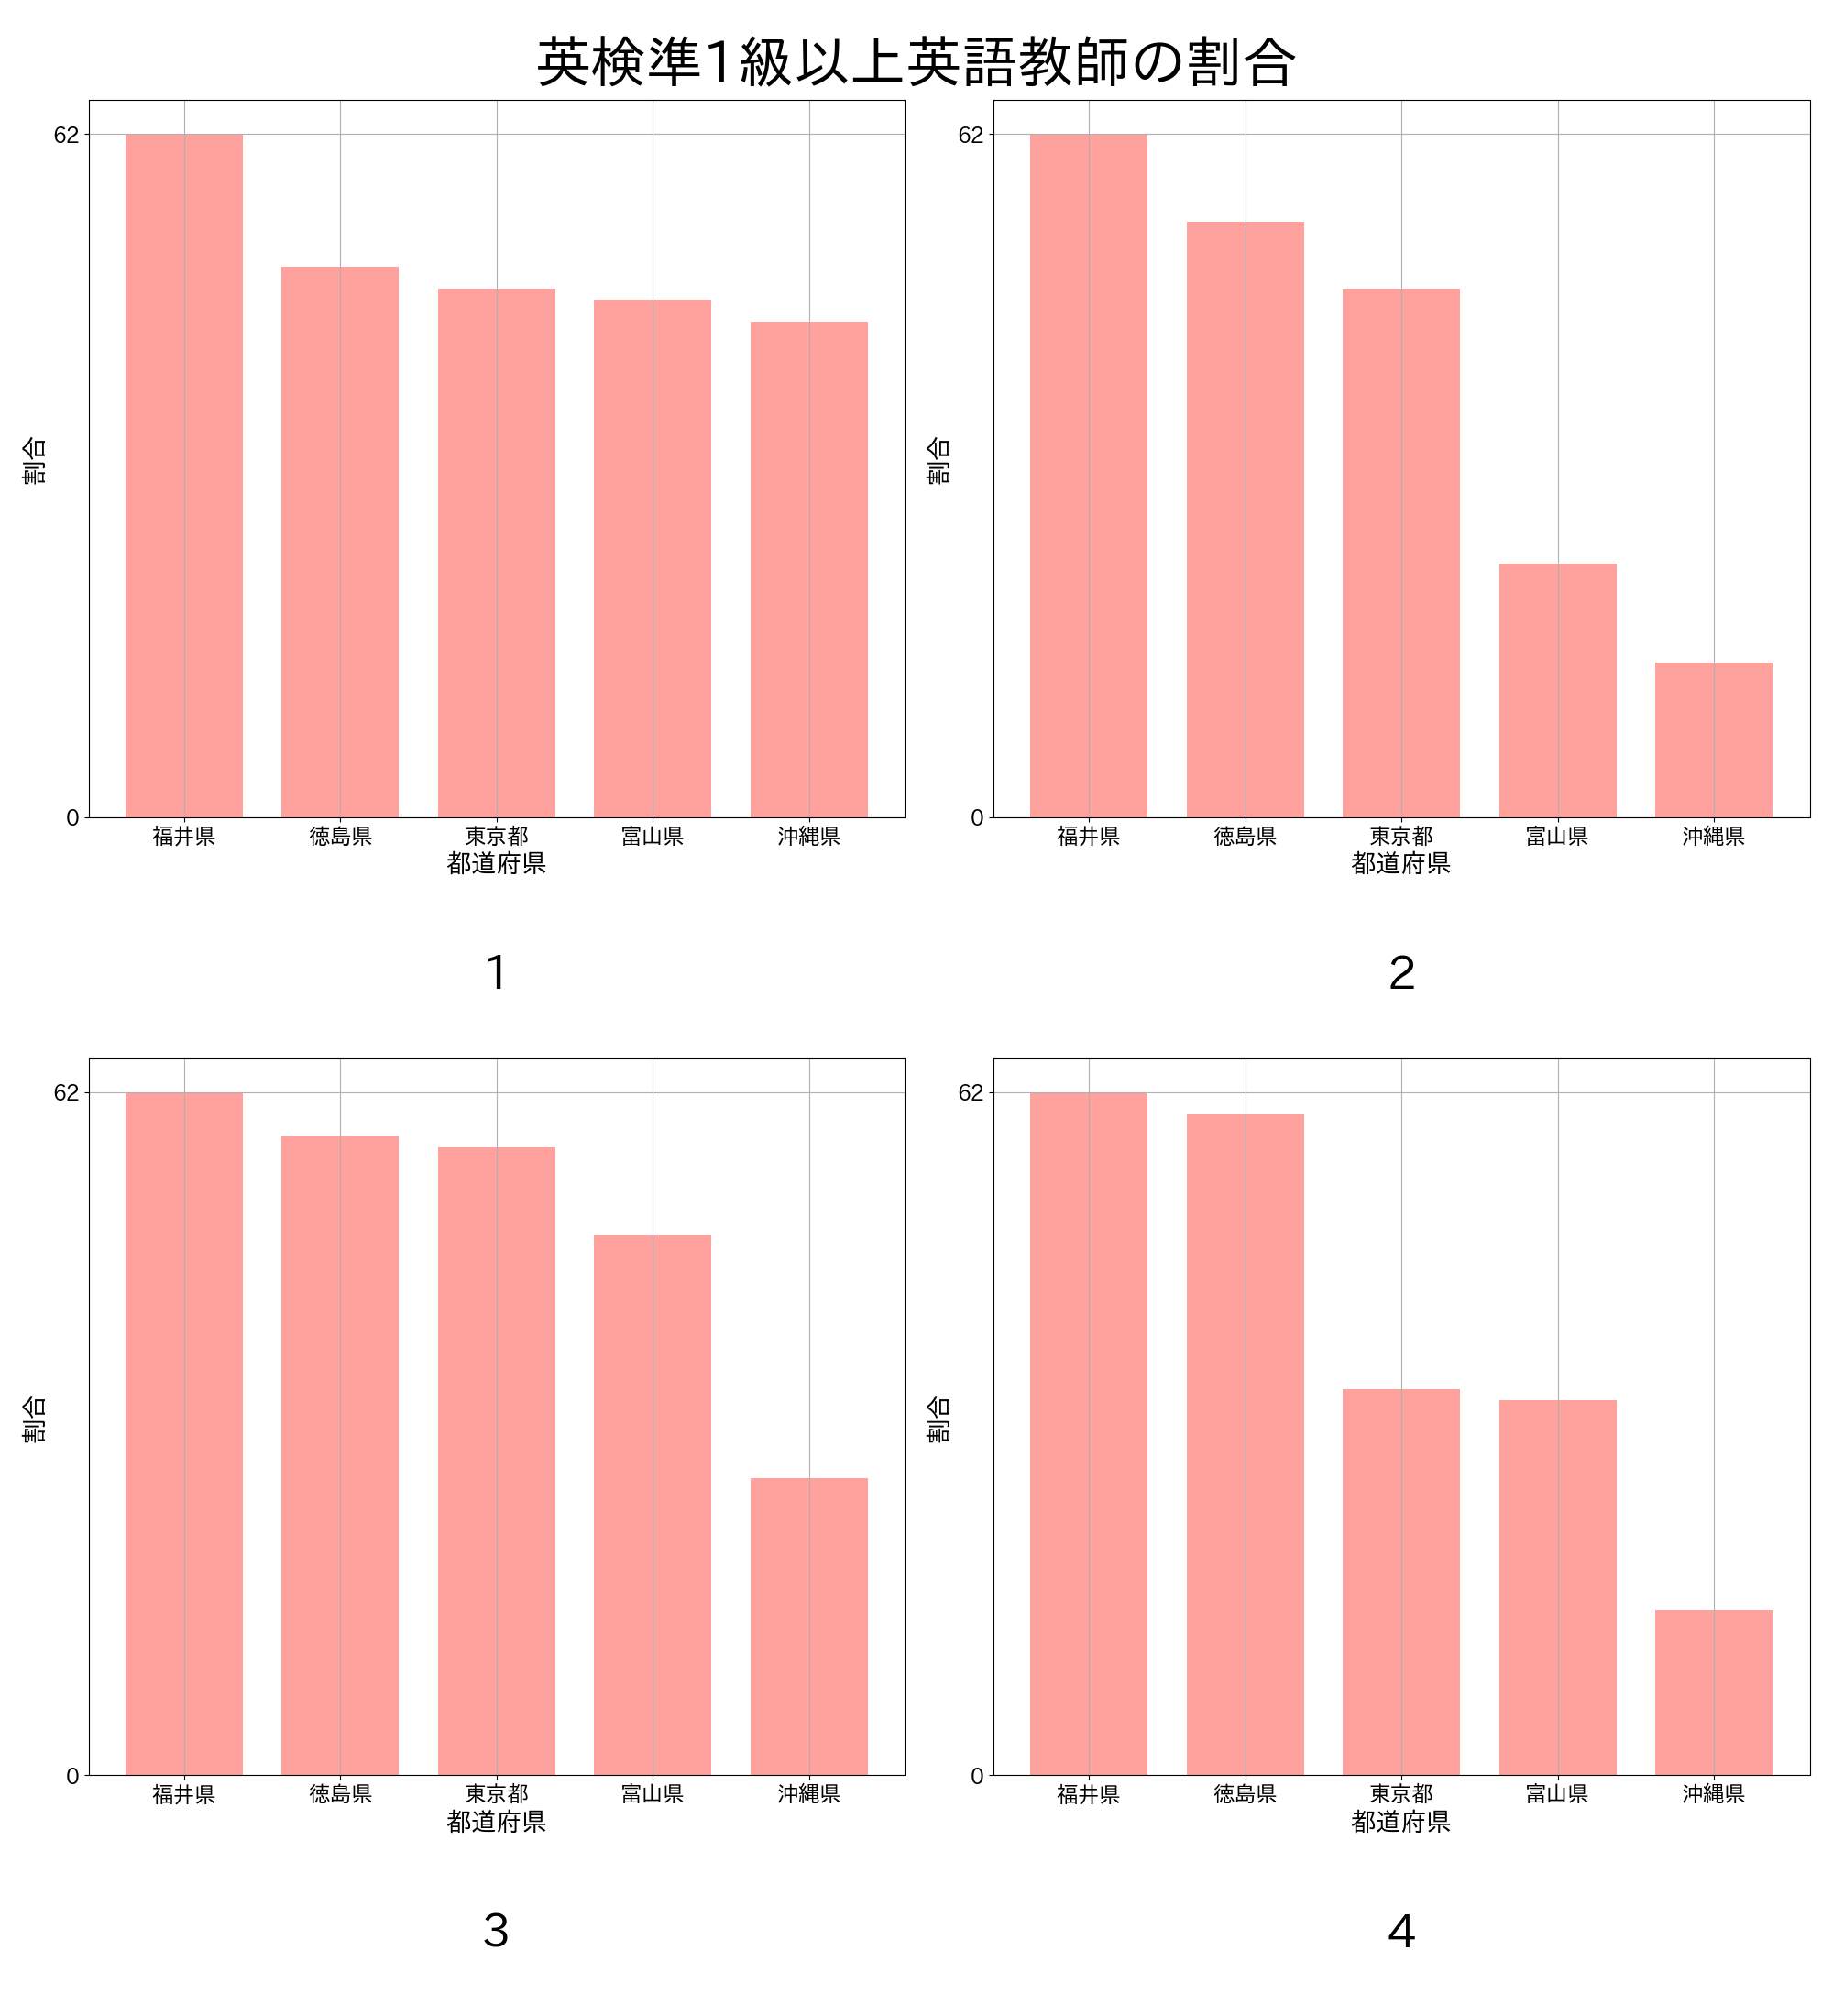 英検準1級以上英語教師の割合
62
割合
0
福井県 徳島県 東京都 富山県 沖縄県
都道府県
1
62
割合
0
福井県 徳島県 東京都 富山県 沖縄県
都道府県
2
62
割合
0
福井県 徳島県 東京都 富山県 沖縄県
都道府県
3
62
割合
0
福井県 徳島県 東京都 富山県 沖縄県
都道府県
4